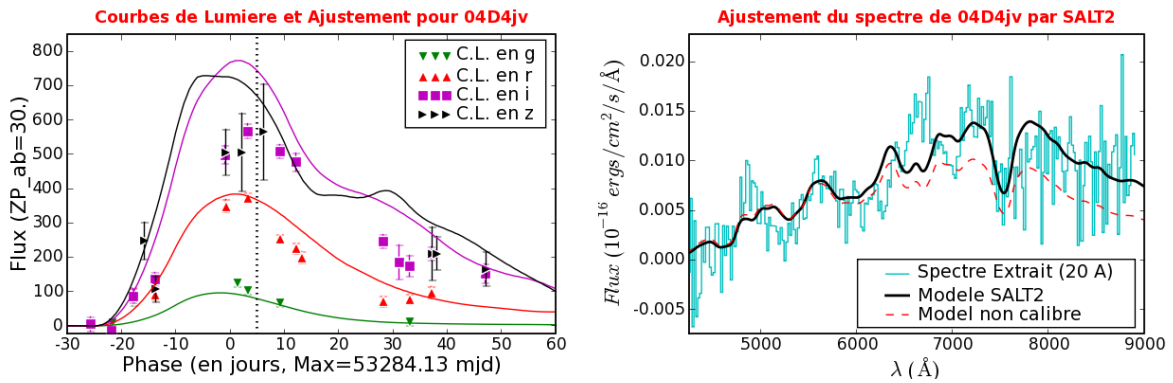 Courbes de Lumiere et Ajustement pour 04D4jv
800
700
600
500
400
300
200
100
0
Flux (ZP_ab=30.)
C.L. en g
C.L. en r
C.L. en i
C.L. en z
-30 -20 -10 0 10 20 30 40 50 60
Phase (en jours, Max=53284.13 mjd)
Ajustement du spectre de 04D4jv par SALT2
0.020
0.015
0.010
0.005
0.000
-0.005
Flux (10⁻¹⁶ ergs/cm²/s/Å)
Spectre Extrait (20 A)
Modele SALT2
Model non calibre
5000 6000 7000 8000 9000
λ (Å)